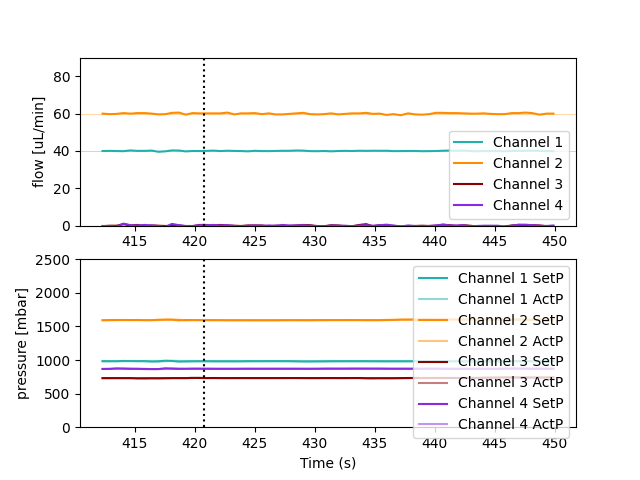 80
60
40
20
0
flow [uL/min]
Channel 1
Channel 2
Channel 3
Channel 4
415 420 425 430 435 440 445 450
2500
2000
1500
1000
500
0
pressure [mbar]
Channel 1 SetP
Channel 1 ActP
Channel 2 SetP
Channel 2 ActP
Channel 3 SetP
Channel 3 ActP
Channel 4 SetP
Channel 4 ActP
415 420 425 430 435 440 445 450
Time (s)